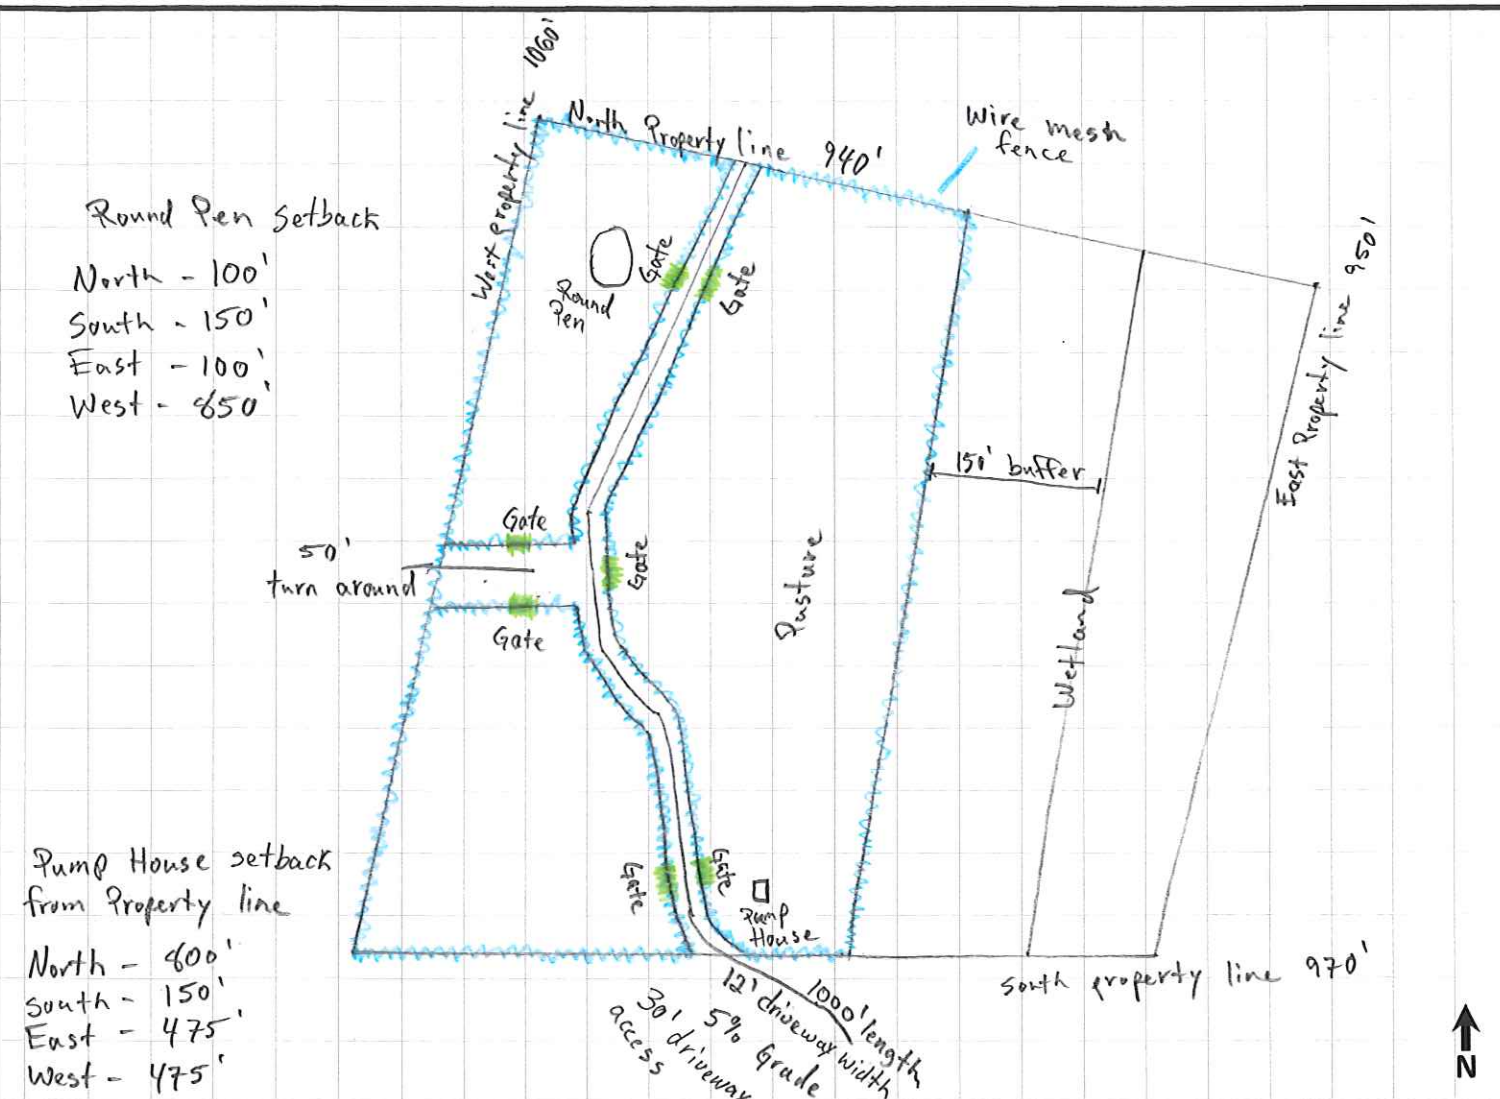 1060'
West property line
North Property line 940'
Wire mesh
fence
Round Pen setback
North - 100'
South - 150'
East - 100'
West - 850'
Gate
Gate
Round
Pen
East Property line 950'
150' buffer
Gate
Gate
50'
turn around
Gate
Pasture
Wetland
Pump House setback
from Property line
North - 800'
South - 150'
East - 475'
West - 475'
Gate
Gate
Pump
House
South property line 970'
1000' length
12' driveway width
5% Grade
30' driveway
access
N